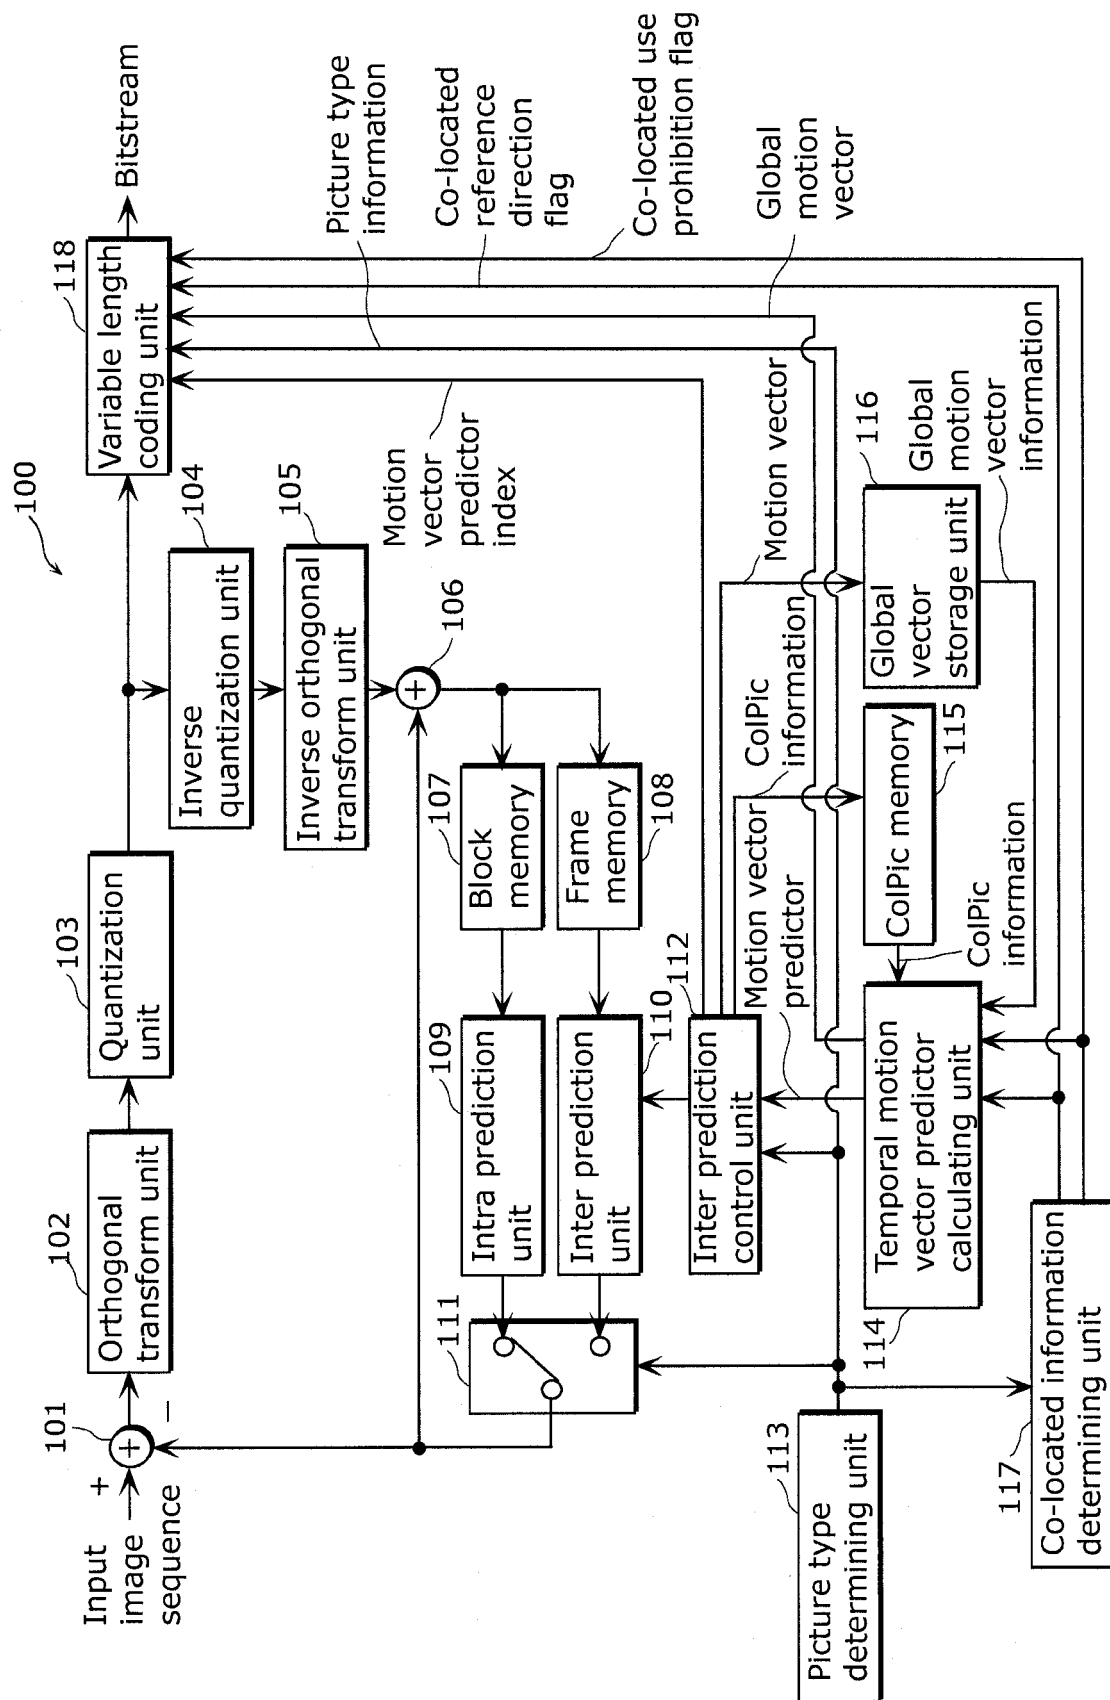 100
Input
image
sequence
+
−
101
+
102
Orthogonal
transform unit
103
Quantization
unit
118
Variable length
coding unit
Bitstream
104
Inverse
quantization unit
105
Inverse orthogonal
transform unit
106
+
Picture type
information
Co-located
reference
direction
flag
Co-located use
prohibition flag
Global
motion
vector
Motion
vector
predictor
index
107
Block
memory
Frame
memory
108
109
Intra prediction
unit
110
Inter prediction
unit
111
112
Inter prediction
control unit
Motion vector
predictor
ColPic
information
Motion vector
113
Picture type
determining unit
114
Temporal motion
vector predictor
calculating unit
ColPic memory
115
ColPic
information
116
Global
vector
storage unit
Global
motion
vector
information
117
Co-located information
determining unit